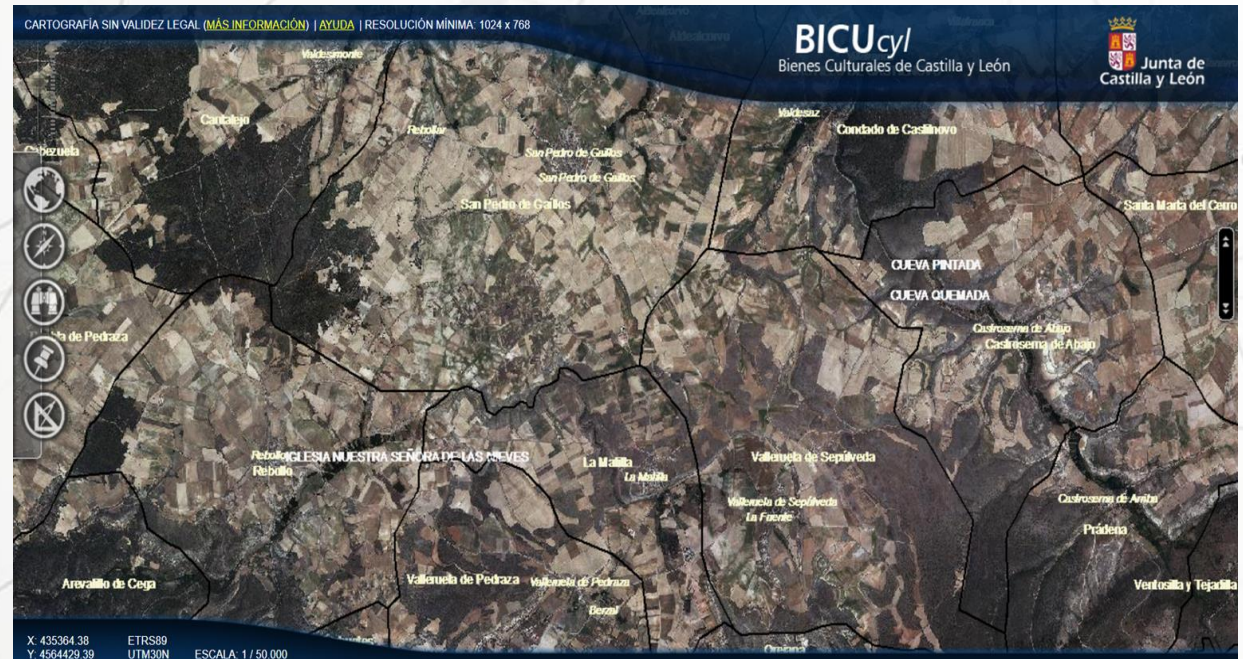 CARTOGRAFÍA SIN VALIDEZ LEGAL (MÁS INFORMACIÓN) | AYUDA | RESOLUCIÓN MÍNIMA: 1024 x 768
BICUcyl
Bienes Culturales de Castilla y León
Junta de
Castilla y León
Aldealcorvo
Valdesimonte
Cantalejo
Rebollar
Valdesaz
Condado de Castilnovo
Cabezuela
San Pedro de Gaillos
San Pedro de Gaillos
San Pedro de Gaíllos
Santa Marta del Cerro
CUEVA PINTADA
CUEVA QUEMADA
Castroserna de Abajo
Castroserna de Abajo
de Pedraza
Rebollo
IGLESIA NUESTRA SEÑORA DE LAS NIEVES
Rebollo
La Matilla
La Matilla
Valleruela de Sepúlveda
Valleruela de Sepúlveda
La Fuente
Castroserna de Arriba
Prádena
Arevalillo de Cega
Valleruela de Pedraza
Valleruela de Pedraza
Berzal
Ventosilla y Tejadilla
Orejana
X: 435364.38 ETRS89
Y: 4564429.39 UTM30N ESCALA: 1 / 50.000